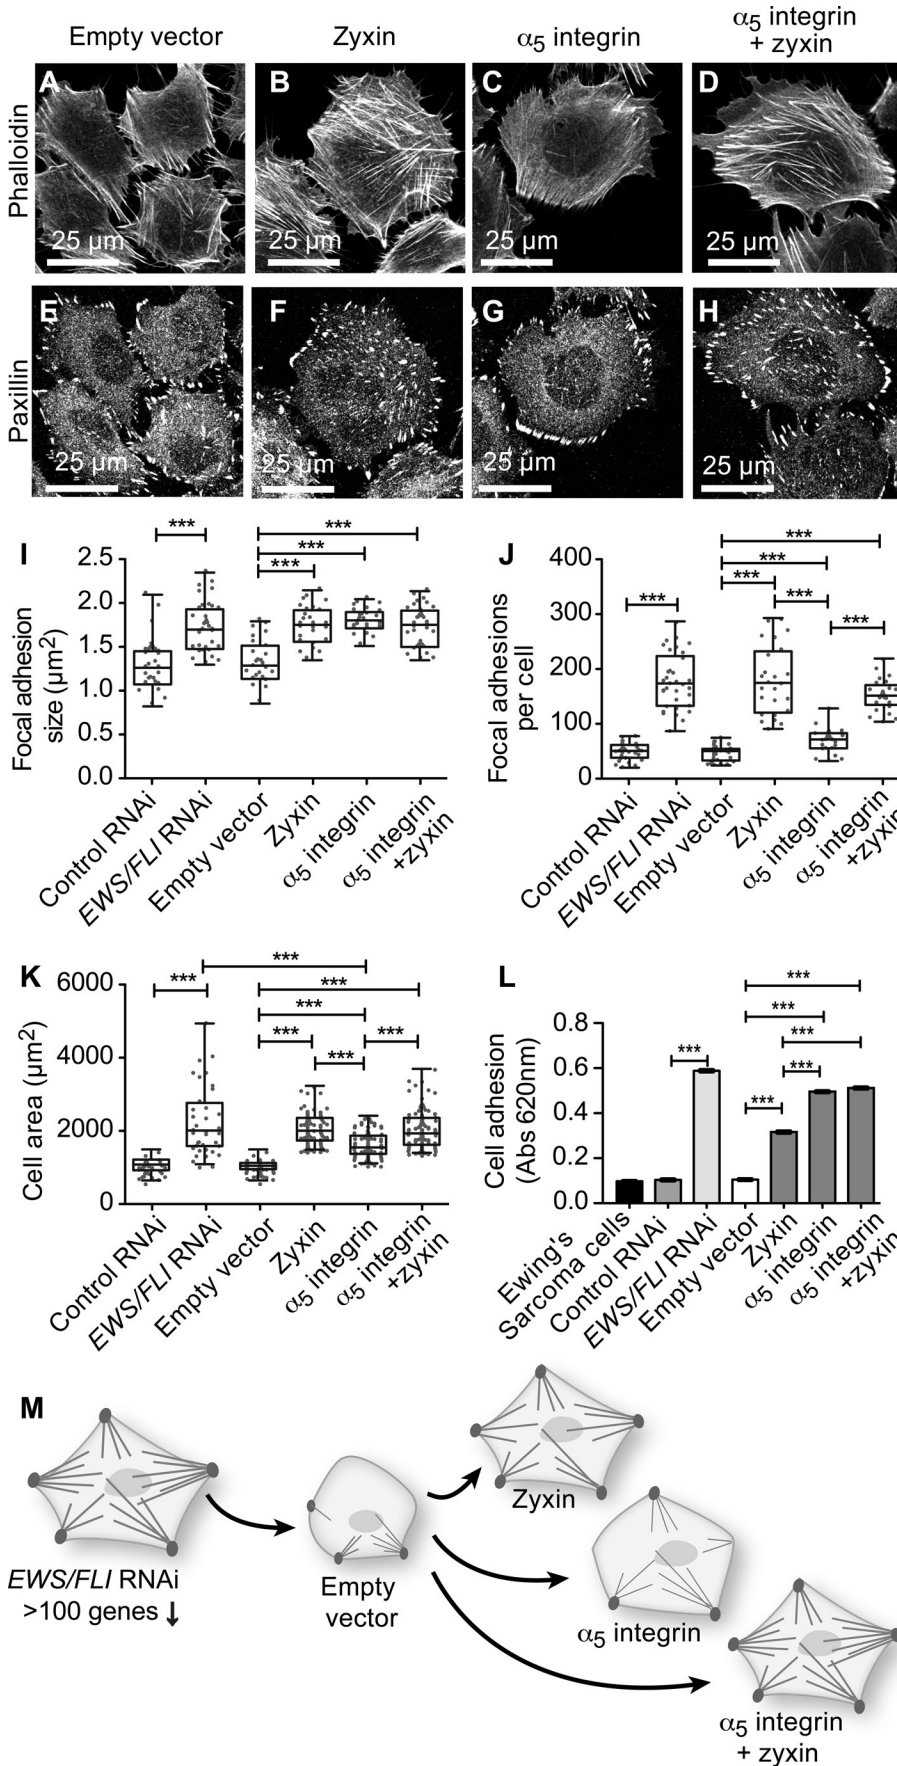 Empty vector
Zyxin
α5 integrin
α5 integrin
+ zyxin
Phalloidin
A
25 μm
B
25 μm
C
25 μm
D
25 μm
Paxillin
E
25 μm
F
25 μm
G
25 μm
H
25 μm
I
Focal adhesion
size (μm²)
2.5
2.0
1.5
1.0
0.5
0.0
***
***
***
***
Control RNAi
EWS/FLI RNAi
Empty vector
Zyxin
α5 integrin
α5 integrin
+zyxin
J
Focal adhesions
per cell
400
300
200
100
0
***
***
***
***
***
***
Control RNAi
EWS/FLI RNAi
Empty vector
Zyxin
α5 integrin
α5 integrin
+zyxin
K
Cell area (μm²)
6000
4000
2000
0
***
***
***
***
***
***
***
Control RNAi
EWS/FLI RNAi
Empty vector
Zyxin
α5 integrin
α5 integrin
+zyxin
L
Cell adhesion
(Abs 620nm)
0.8
0.6
0.4
0.2
0.0
***
***
***
***
***
***
Ewing's
Sarcoma cells
Control RNAi
EWS/FLI RNAi
Empty vector
Zyxin
α5 integrin
α5 integrin
+zyxin
M
EWS/FLI RNAi
>100 genes ↓
Empty
vector
Zyxin
α5 integrin
α5 integrin
+ zyxin